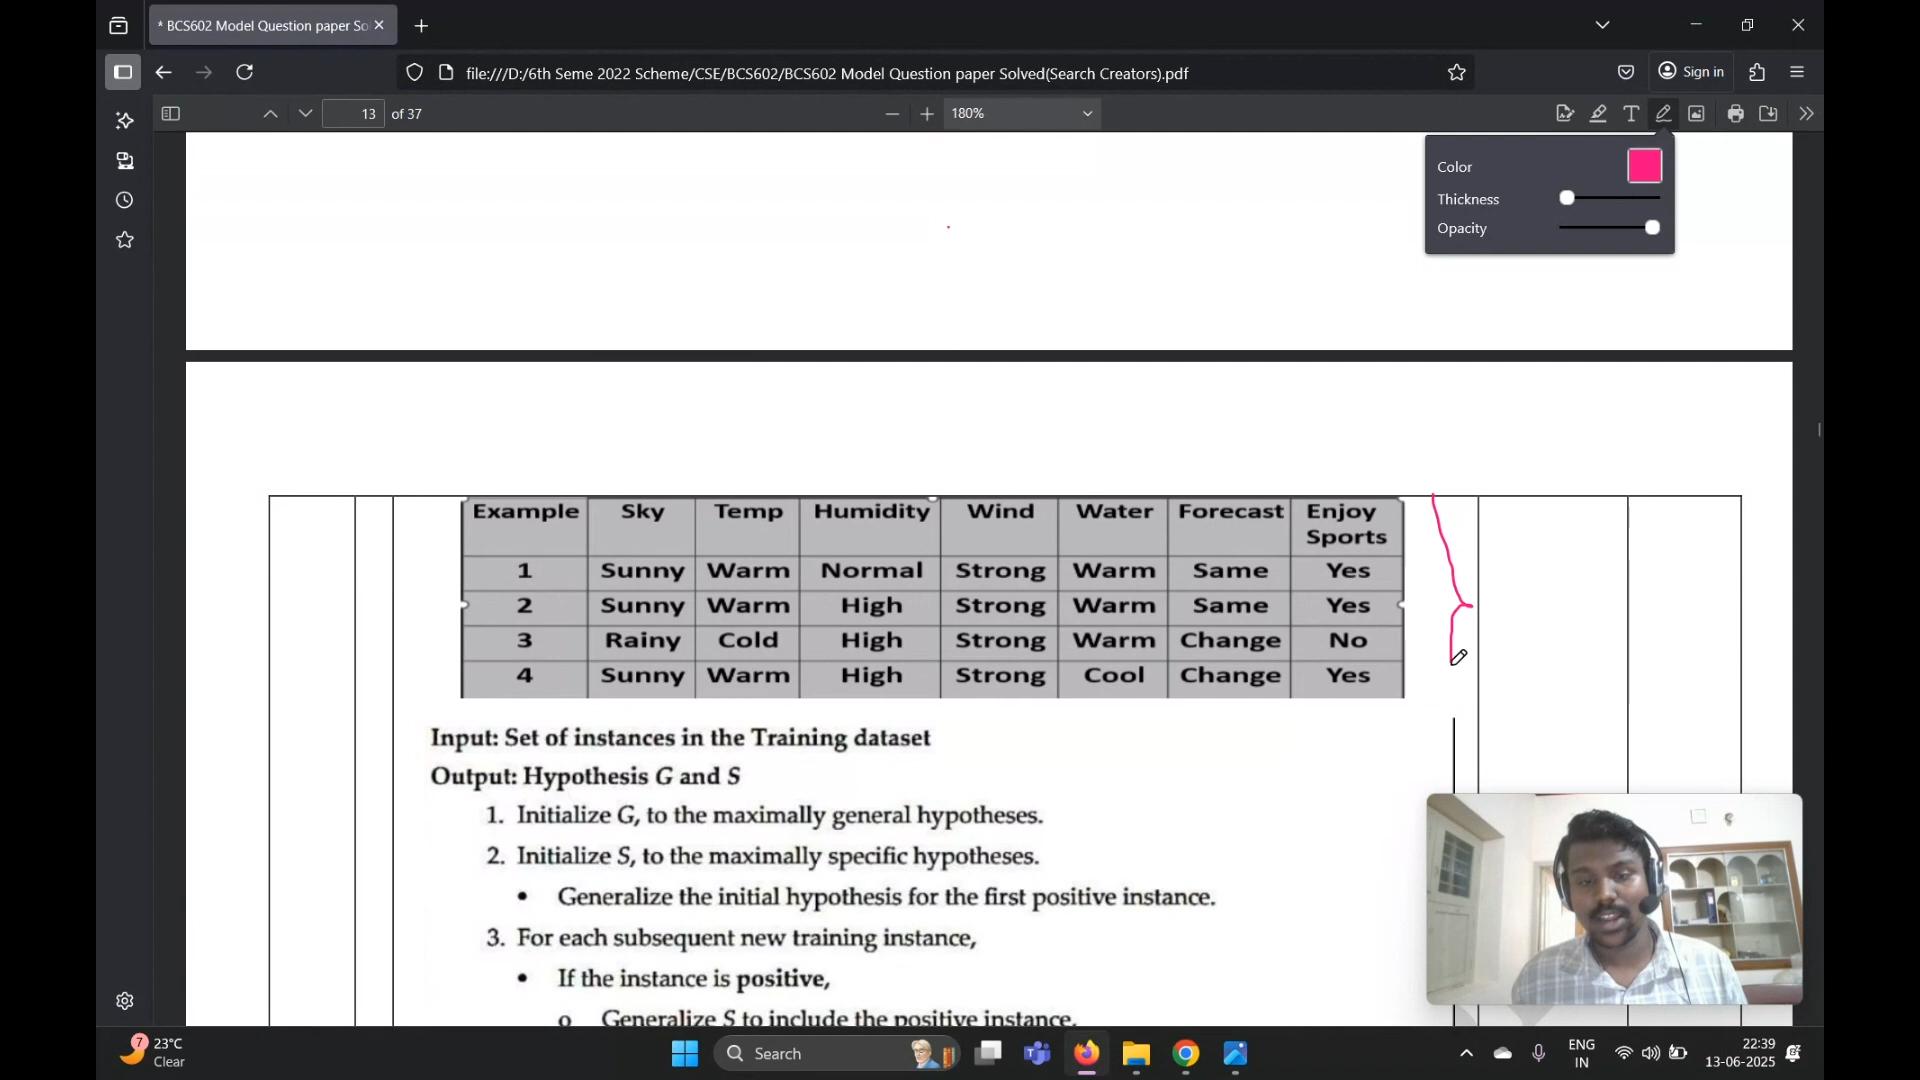 * BCS602 Model Question paper So
file:///D:/6th Seme 2022 Scheme/CSE/BCS602/BCS602 Model Question paper Solved(Search Creators).pdf
Sign in
13 of 37
180%
Color
Thickness
Opacity
Example Sky Temp Humidity Wind Water Forecast Enjoy Sports
1 Sunny Warm Normal Strong Warm Same Yes
2 Sunny Warm High Strong Warm Same Yes
3 Rainy Cold High Strong Warm Change No
4 Sunny Warm High Strong Cool Change Yes
Input: Set of instances in the Training dataset
Output: Hypothesis G and S
1. Initialize G, to the maximally general hypotheses.
2. Initialize S, to the maximally specific hypotheses.
• Generalize the initial hypothesis for the first positive instance.
3. For each subsequent new training instance,
• If the instance is positive,
o Generalize S to include the positive instance.
7
23°C
Clear
Search
ENG
IN
22:39
13-06-2025